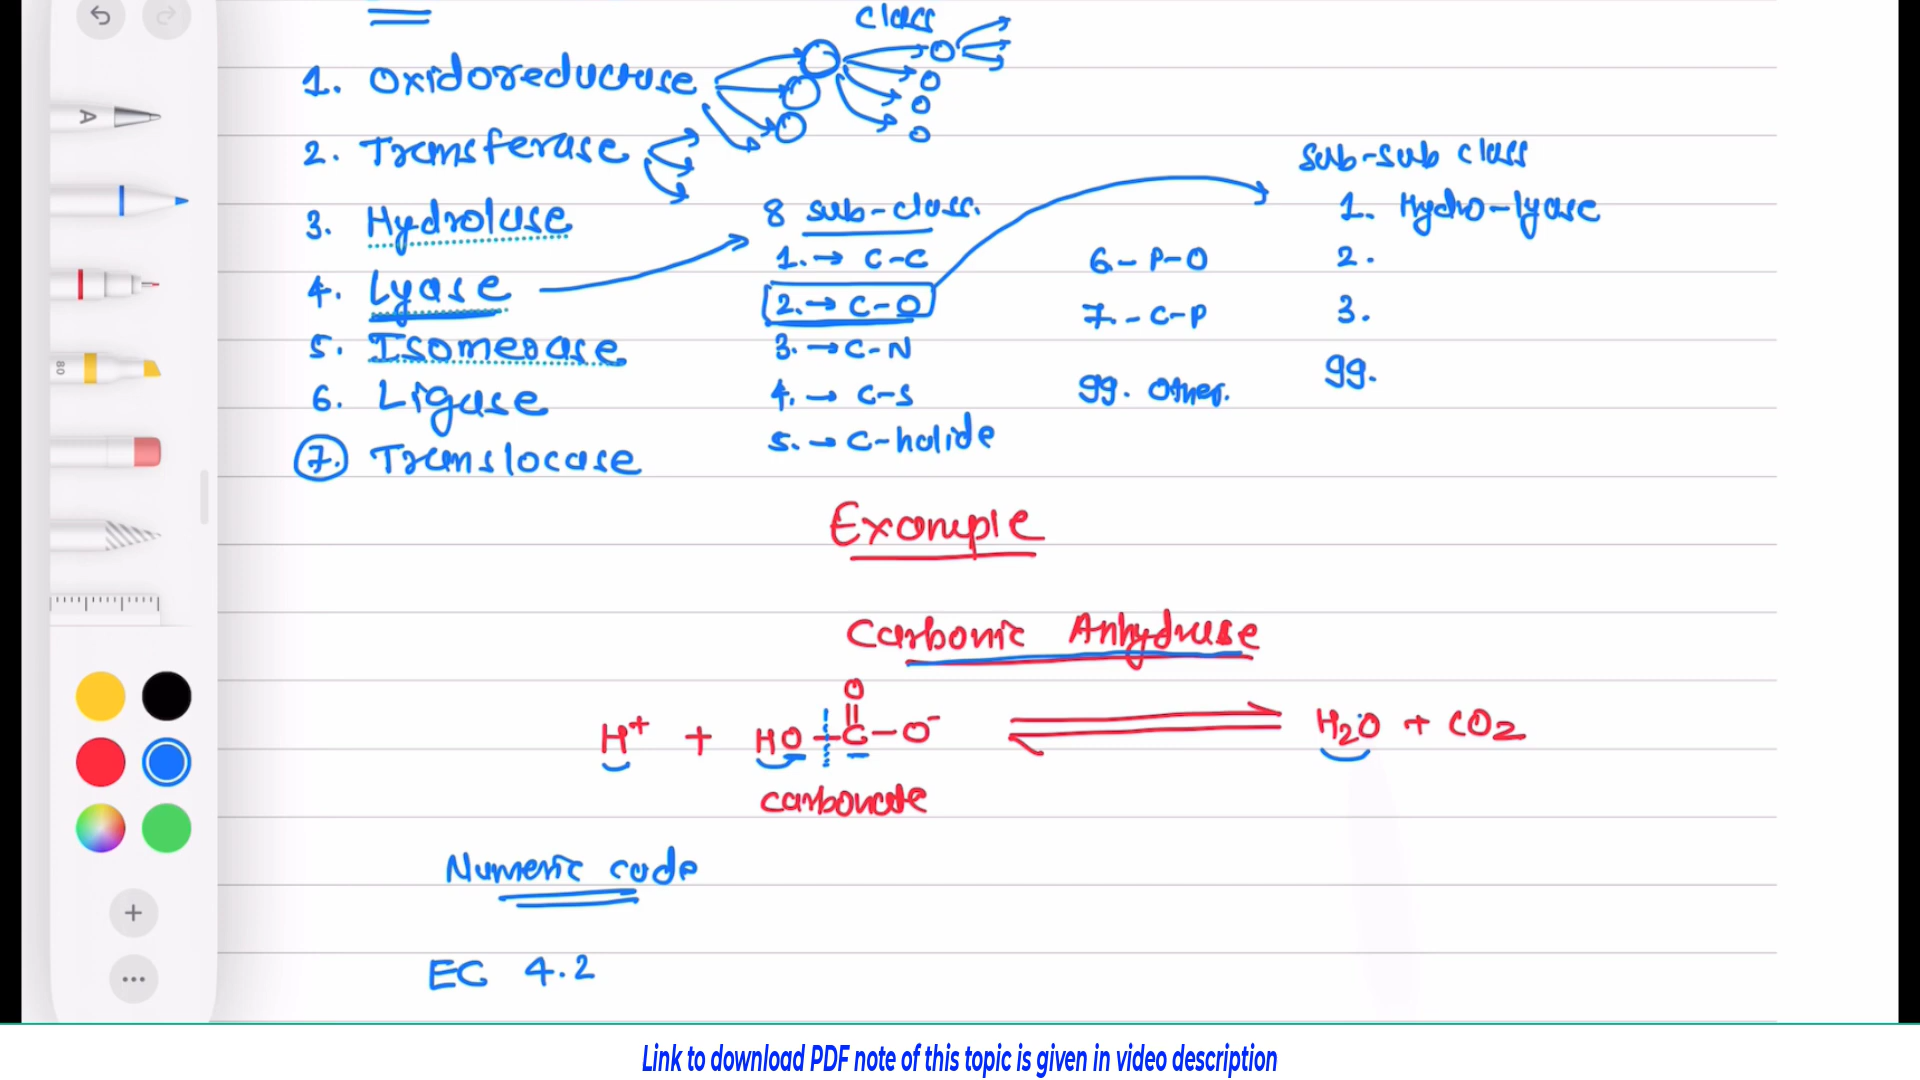 class
1. Oxidoreductase
2. Transferase
3. Hydrolase
4. Lyase
5. Isomerase
6. Ligase
7. Translocase
8 sub-class.
1. → C-C
2. → C-O
3. → C-N
4. → C-S
5. → C-halide
6 - P-O
7. - C-P
99. Other.
sub-sub class
1. Hydro-lyase
2.
3.
99.
Example
Carbonic Anhydrase
O
H+ + HO-C-O- H2O + CO2
carbonate
Numeric code
EC 4.2
A
80
Link to download PDF note of this topic is given in video description